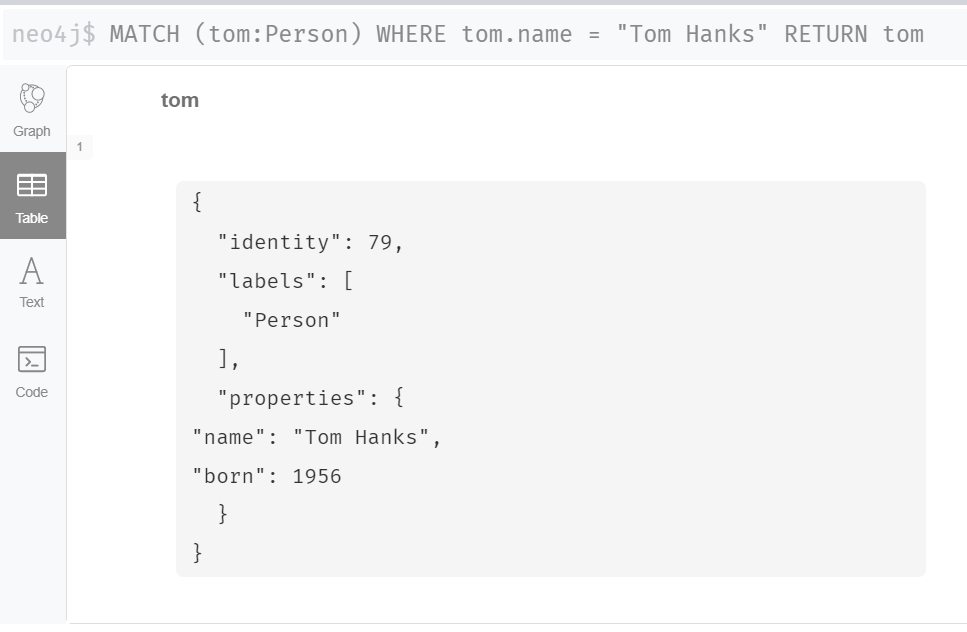 neo4j$ MATCH (tom:Person) WHERE tom.name = "Tom Hanks" RETURN tom
Graph
Table
Text
Code
tom
1
{
  "identity": 79,
  "labels": [
    "Person"
  ],
  "properties": {
"name": "Tom Hanks",
"born": 1956
  }
}